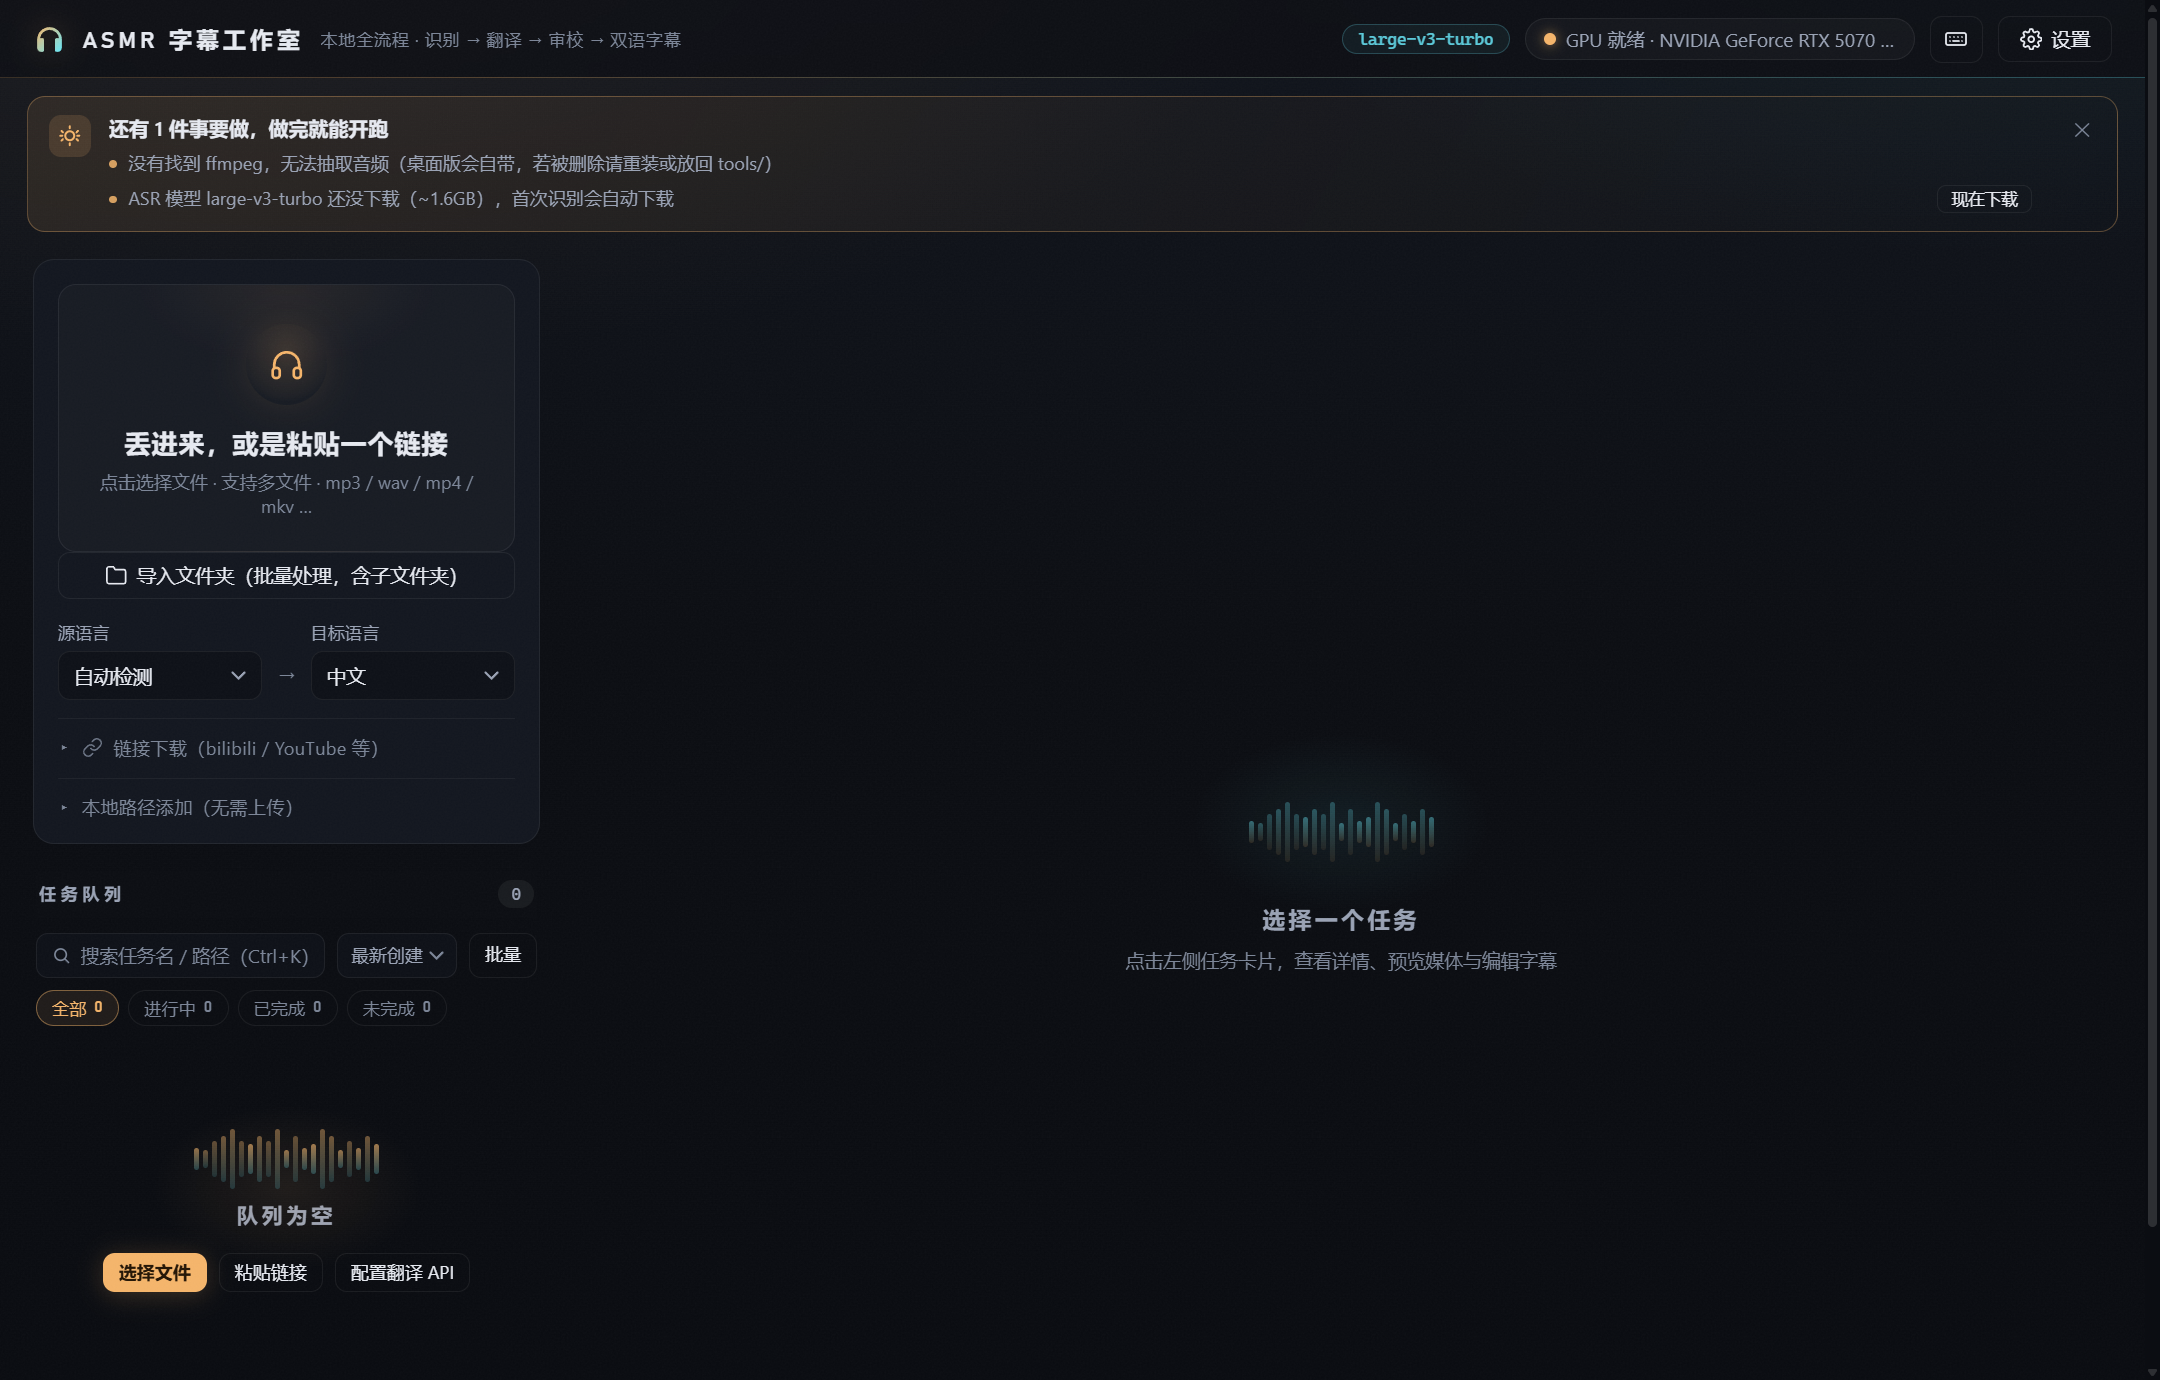 ASMR 字幕工作室
本地全流程 · 识别 → 翻译 → 审校 → 双语字幕
large-v3-turbo
GPU 就绪 · NVIDIA GeForce RTX 5070 ...
设置
还有 1 件事要做，做完就能开跑
没有找到 ffmpeg，无法抽取音频（桌面版会自带，若被删除请重装或放回 tools/）
ASR 模型 large-v3-turbo 还没下载（~1.6GB），首次识别会自动下载
现在下载
丢进来，或是粘贴一个链接
点击选择文件 · 支持多文件 · mp3 / wav / mp4 /
mkv ...
导入文件夹（批量处理，含子文件夹）
源语言
目标语言
自动检测
→
中文
链接下载（bilibili / YouTube 等）
本地路径添加（无需上传）
任务队列
0
搜索任务名 / 路径（Ctrl+K）
最新创建
批量
全部 0
进行中 0
已完成 0
未完成 0
队列为空
选择文件
粘贴链接
配置翻译 API
选择一个任务
点击左侧任务卡片，查看详情、预览媒体与编辑字幕